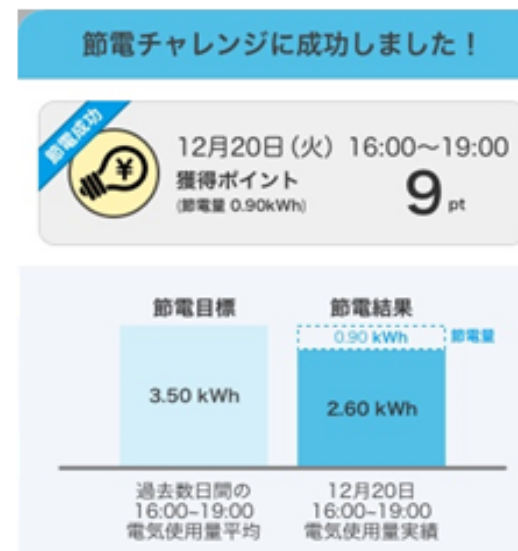 節電チャレンジに成功しました！
節電成功
¥
12月20日（火）16:00〜19:00
獲得ポイント
9 pt
(節電量 0.90kWh)
節電目標
節電結果
0.90 kWh
節電量
3.50 kWh
2.60 kWh
過去数日間の
16:00~19:00
電気使用量平均
12月20日
16:00~19:00
電気使用量実績